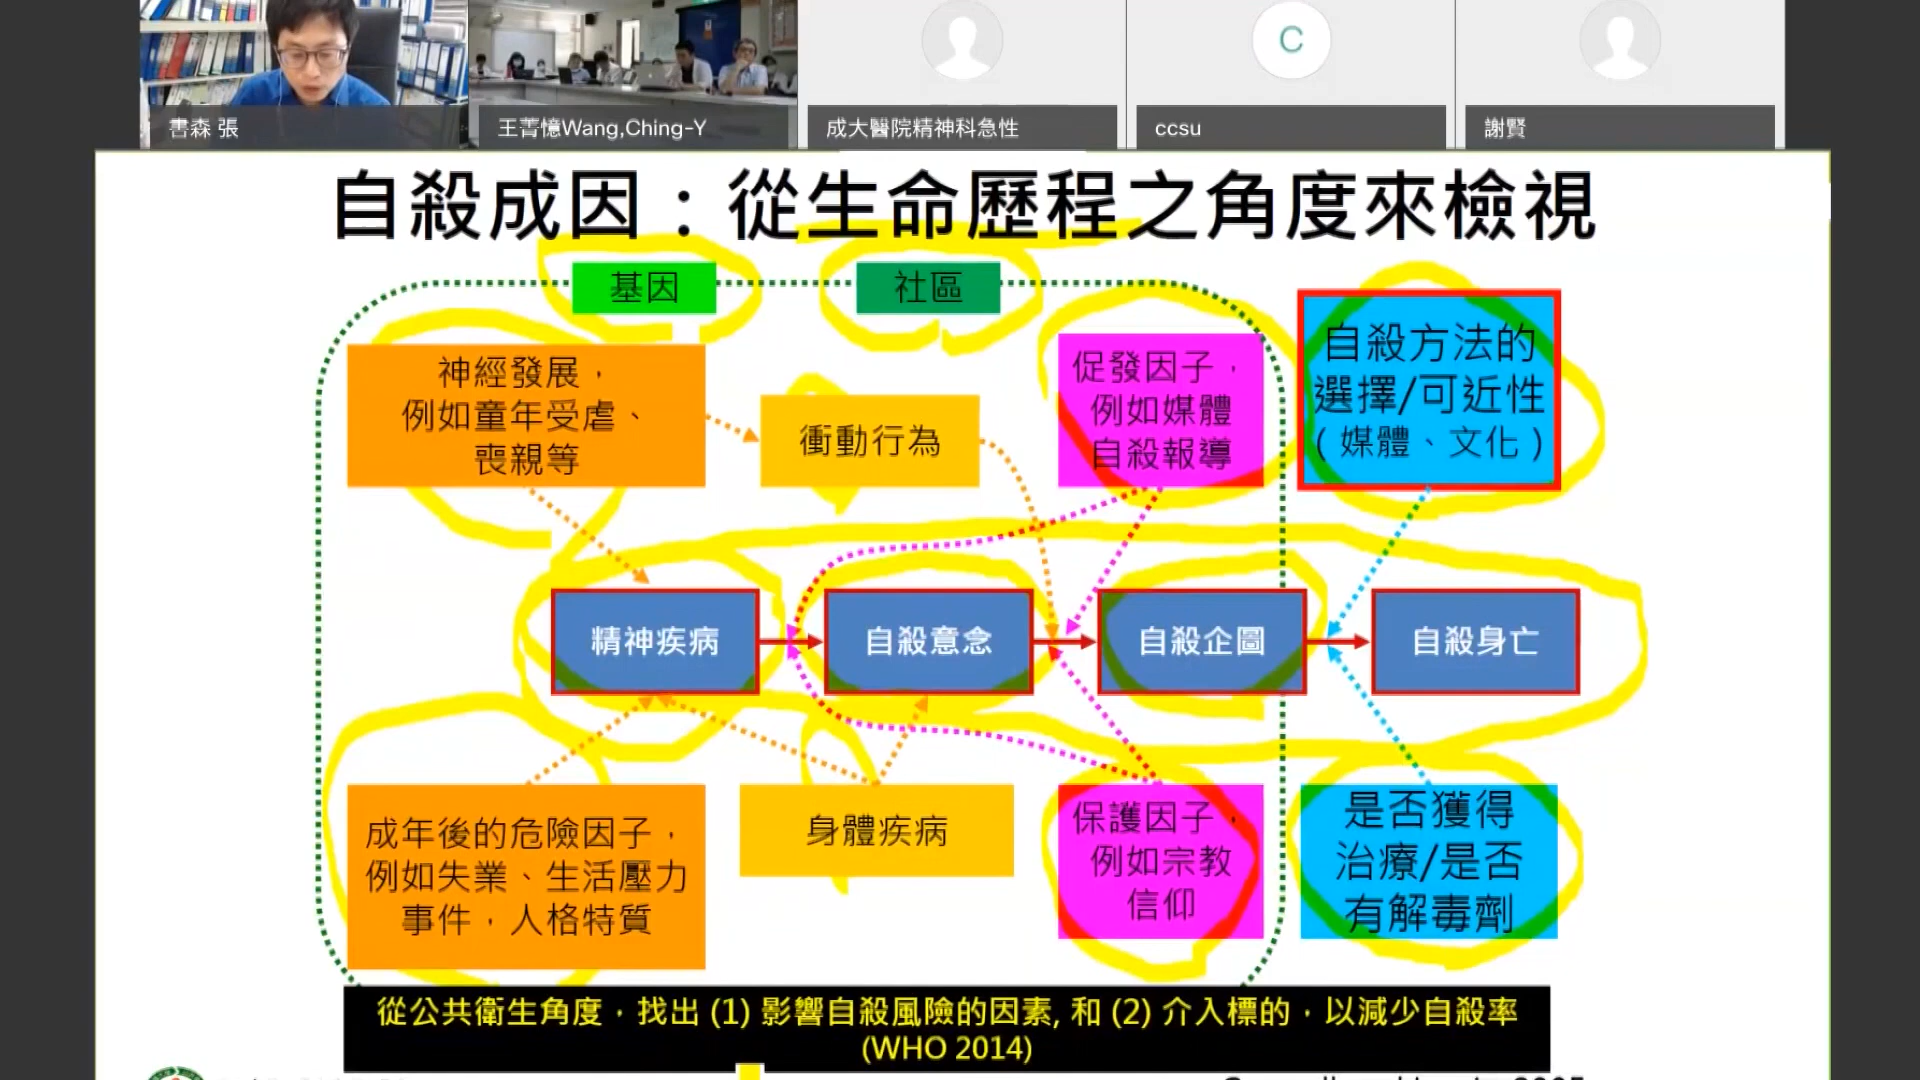 書森 張
王菁憶Wang,Ching-Y
成大醫院精神科急性
C
ccsu
謝賢
自殺成因：從生命歷程之角度來檢視
基因
社區
神經發展，
例如童年受虐、
喪親等
衝動行為
促發因子，
例如媒體
自殺報導
自殺方法的
選擇/可近性
(媒體、文化)
精神疾病
自殺意念
自殺企圖
自殺身亡
成年後的危險因子，
例如失業、生活壓力
事件，人格特質
身體疾病
保護因子，
例如宗教
信仰
是否獲得
治療/是否
有解毒劑
從公共衛生角度，找出 (1) 影響自殺風險的因素, 和 (2) 介入標的，以減少自殺率
(WHO 2014)